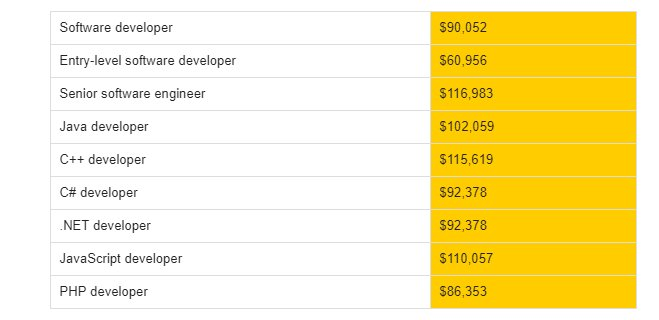 Software developer $90,052
Entry-level software developer $60,956
Senior software engineer $116,983
Java developer $102,059
C++ developer $115,619
C# developer $92,378
.NET developer $92,378
JavaScript developer $110,057
PHP developer $86,353